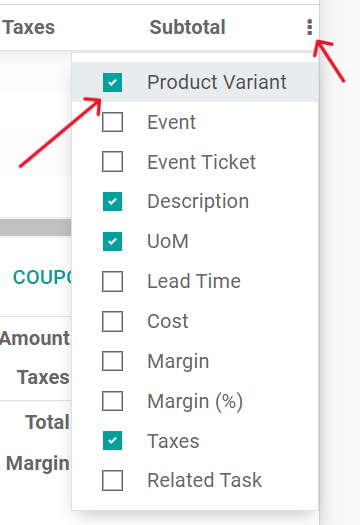 Taxes Subtotal
Product Variant
Event
Event Ticket
Description
UoM
COUPO
Lead Time
Cost
Amount
Margin
Taxes
Margin (%)
Total
Taxes
Margin
Related Task